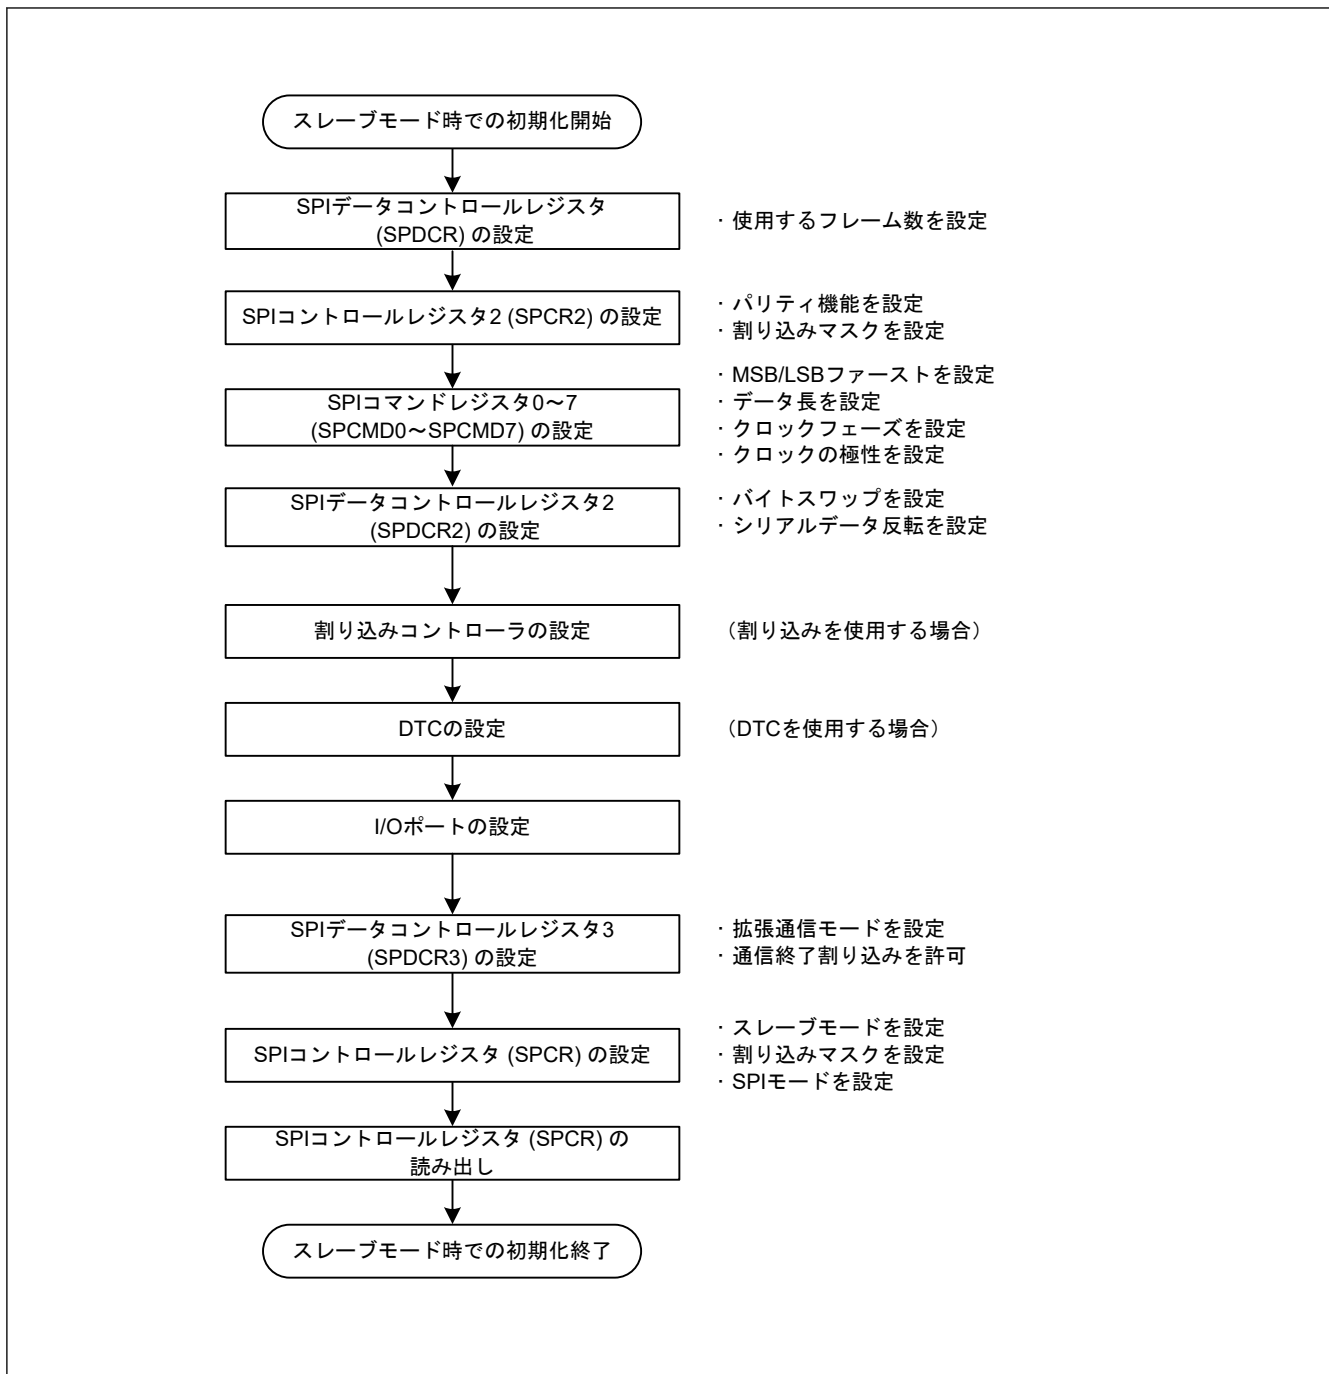 スレーブモード時での初期化開始
SPIデータコントロールレジスタ
(SPDCR) の設定
・使用するフレーム数を設定
SPIコントロールレジスタ2 (SPCR2) の設定
・パリティ機能を設定
・割り込みマスクを設定
SPIコマンドレジスタ0～7
(SPCMD0～SPCMD7) の設定
・MSB/LSBファーストを設定
・データ長を設定
・クロックフェーズを設定
・クロックの極性を設定
SPIデータコントロールレジスタ2
(SPDCR2) の設定
・バイトスワップを設定
・シリアルデータ反転を設定
割り込みコントローラの設定
（割り込みを使用する場合）
DTCの設定
（DTCを使用する場合）
I/Oポートの設定
SPIデータコントロールレジスタ3
(SPDCR3) の設定
・拡張通信モードを設定
・通信終了割り込みを許可
SPIコントロールレジスタ (SPCR) の設定
・スレーブモードを設定
・割り込みマスクを設定
・SPIモードを設定
SPIコントロールレジスタ (SPCR) の
読み出し
スレーブモード時での初期化終了